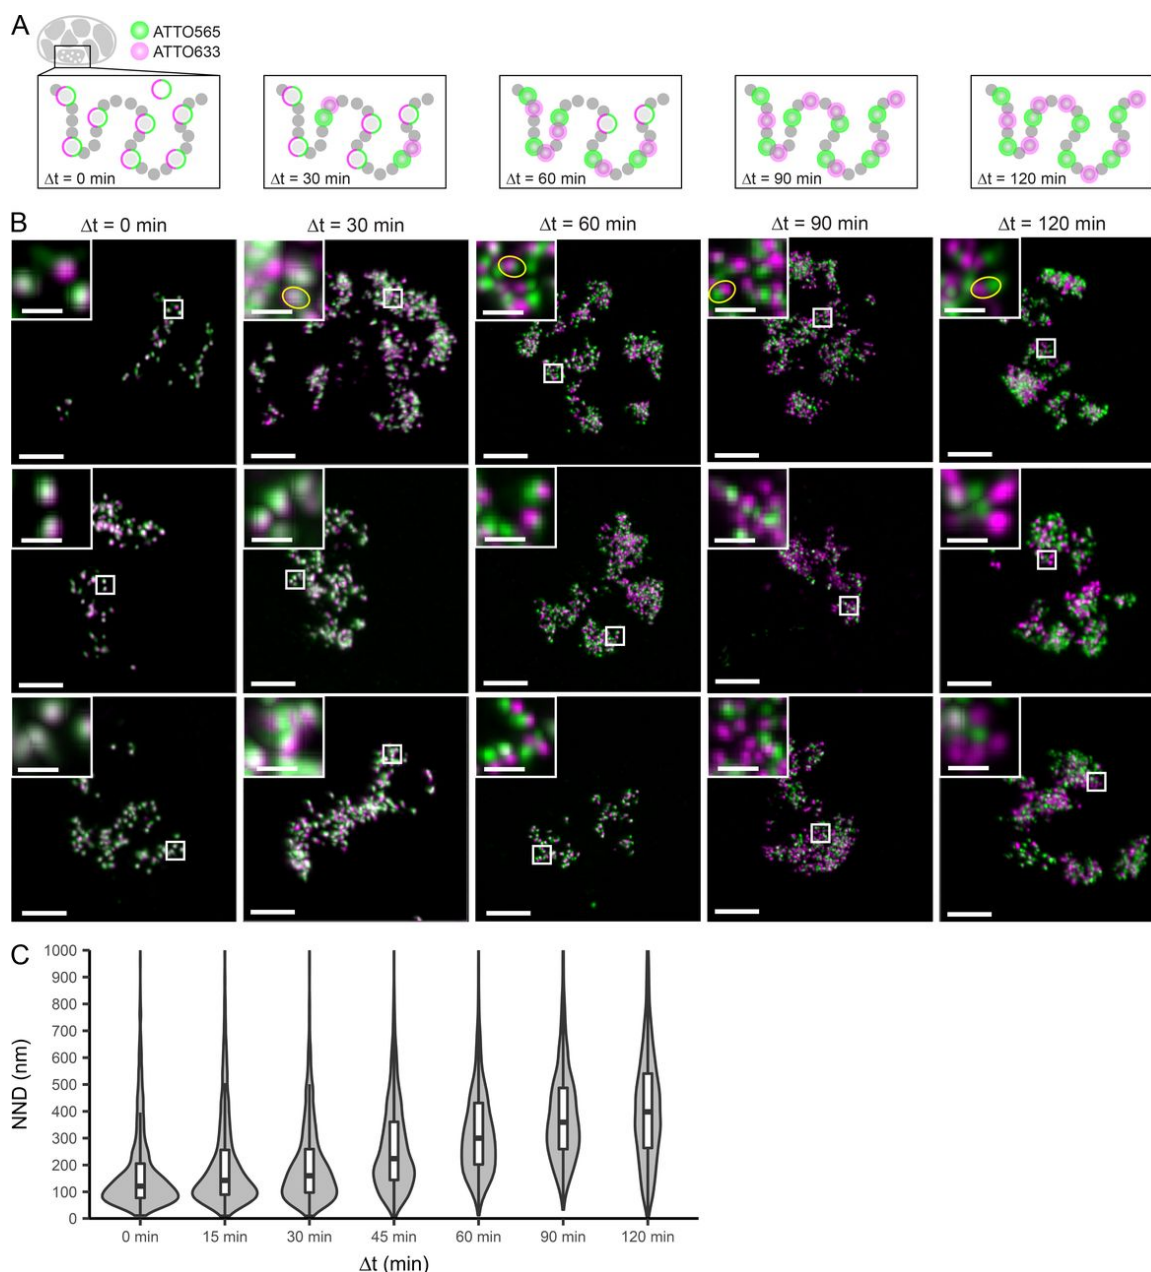 A
ATTO565
ATTO633
Δt = 0 min
Δt = 30 min
Δt = 60 min
Δt = 90 min
Δt = 120 min
B
Δt = 0 min
Δt = 30 min
Δt = 60 min
Δt = 90 min
Δt = 120 min
C
NND (nm)
1000
900
800
700
600
500
400
300
200
100
0
0 min
15 min
30 min
45 min
60 min
90 min
120 min
Δt (min)